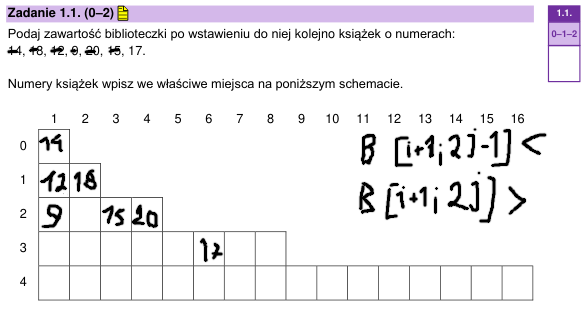 Zadanie 1.1. (0–2)
1.1.
0–1–2
Podaj zawartość biblioteczki po wstawieniu do niej kolejno książek o numerach:
14, 18, 12, 9, 20, 15, 17.
Numery książek wpisz we właściwe miejsca na poniższym schemacie.
1 2 3 4 5 6 7 8 9 10 11 12 13 14 15 16
0 14
B [i+1; 2j-1] <
1 12 18
B [i+1; 2j] >
2 9 15 20
3 17
4